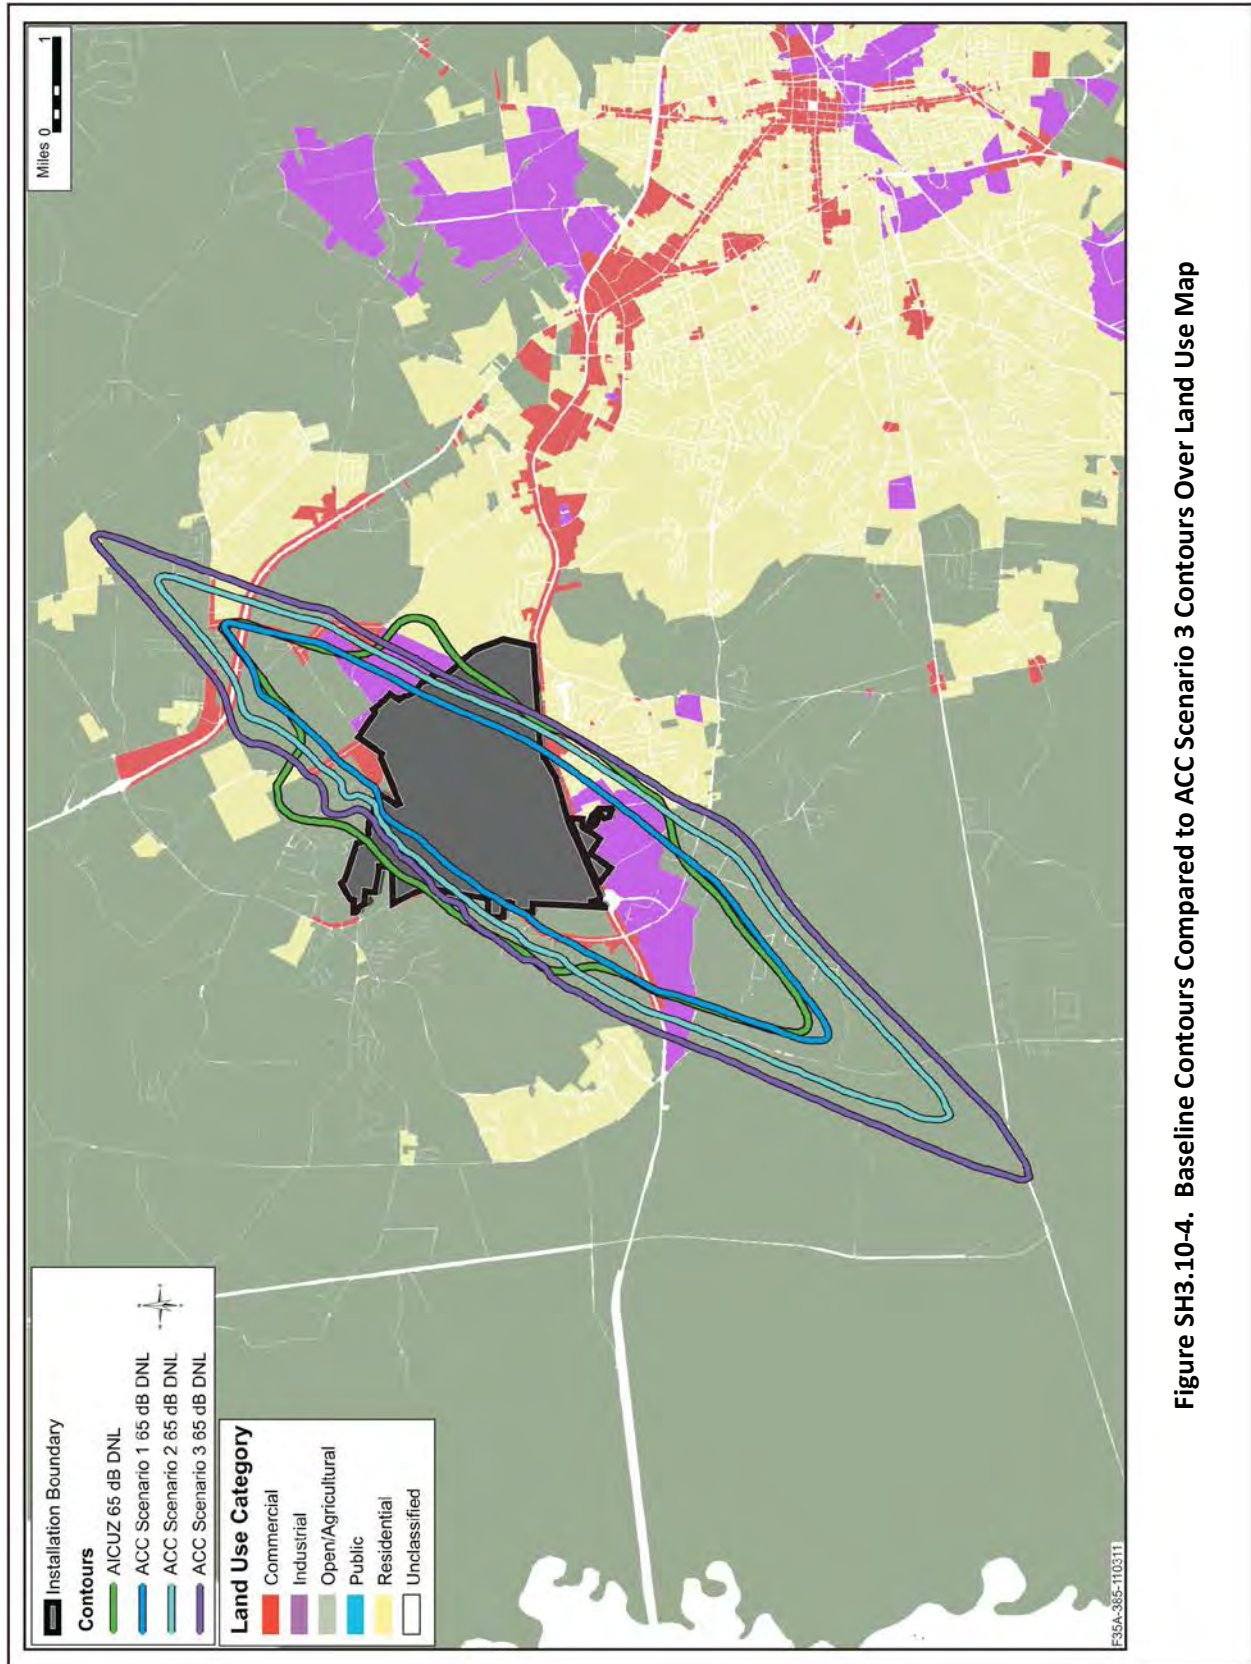 Miles 0 1
Installation Boundary
Contours
AICUZ 65 dB DNL
ACC Scenario 1 65 dB DNL
ACC Scenario 2 65 dB DNL
ACC Scenario 3 65 dB DNL
Land Use Category
Commercial
Industrial
Open/Agricultural
Public
Residential
Unclassified
F35A-385-110311
Figure SH3.10-4. Baseline Contours Compared to ACC Scenario 3 Contours Over Land Use Map